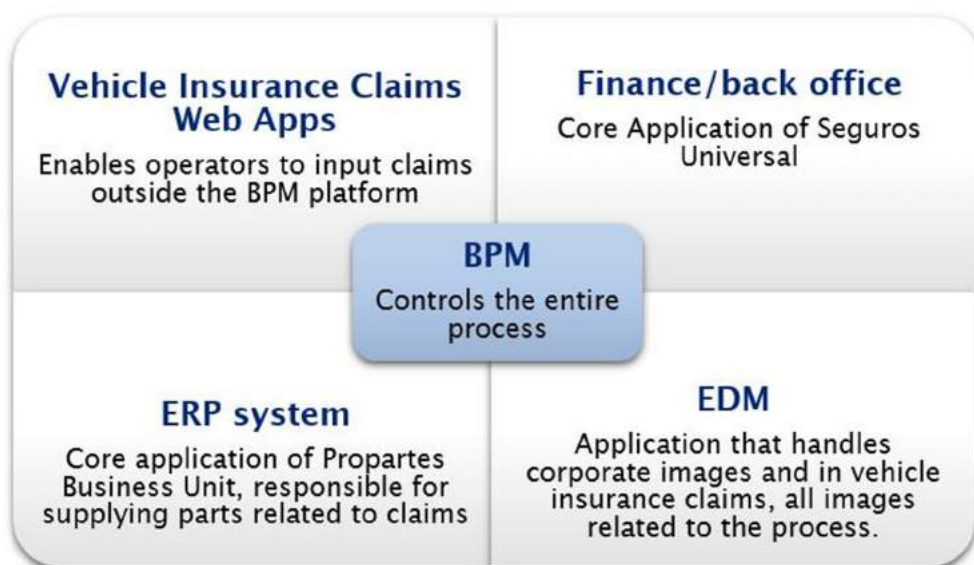 Vehicle Insurance Claims
Web Apps
Enables operators to input claims
outside the BPM platform
Finance/back office
Core Application of Seguros
Universal
BPM
Controls the entire
process
ERP system
Core application of Propartes
Business Unit, responsible for
supplying parts related to claims
EDM
Application that handles
corporate images and in vehicle
insurance claims, all images
related to the process.